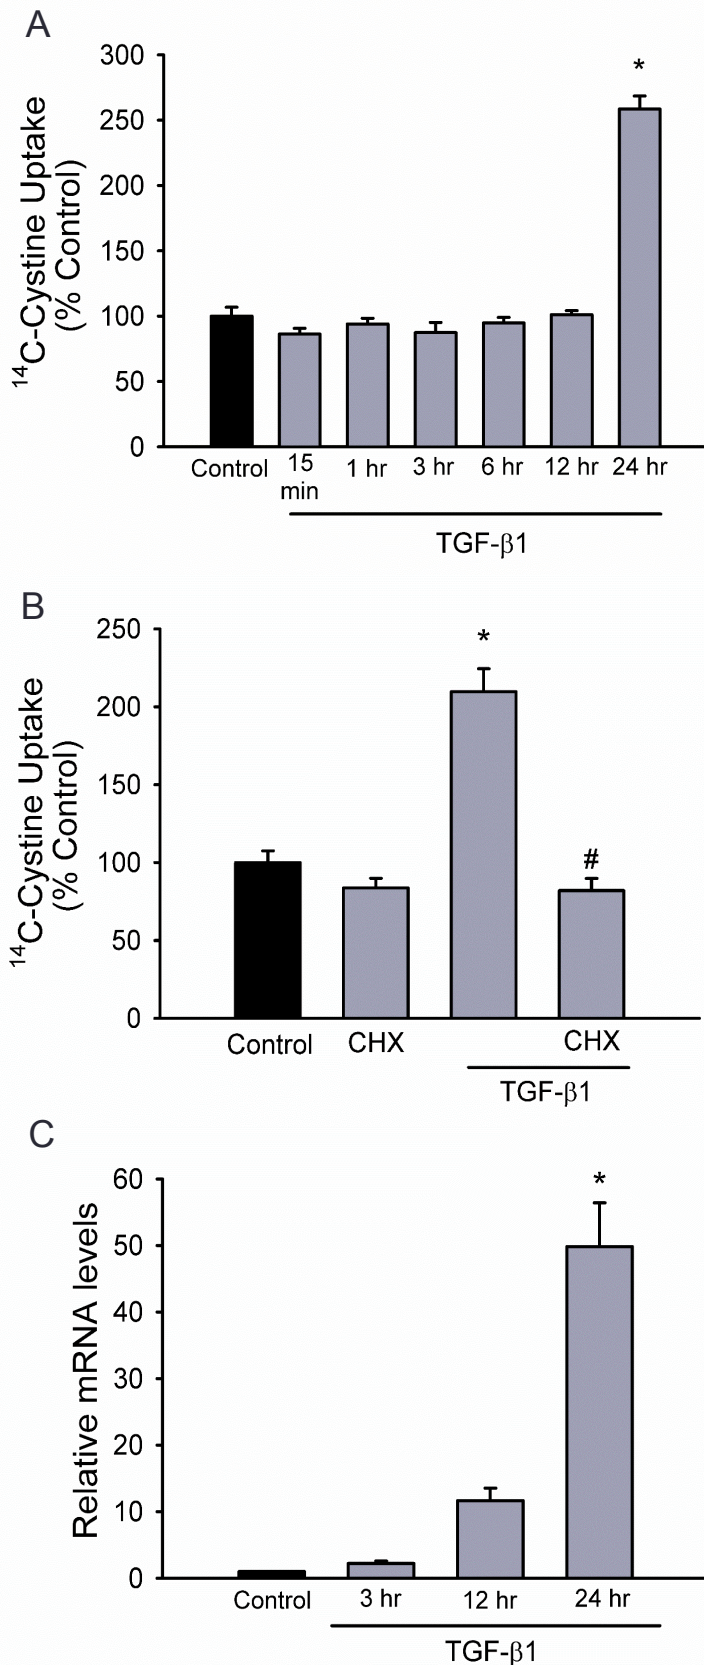 A
¹⁴C-Cystine Uptake
(% Control)
300
250
200
150
100
50
0
*
Control
15
min
1 hr
3 hr
6 hr
12 hr
24 hr
TGF-β1
B
¹⁴C-Cystine Uptake
(% Control)
250
200
150
100
50
0
*
#
Control
CHX
CHX
TGF-β1
C
Relative mRNA levels
60
50
40
30
20
10
0
*
Control
3 hr
12 hr
24 hr
TGF-β1